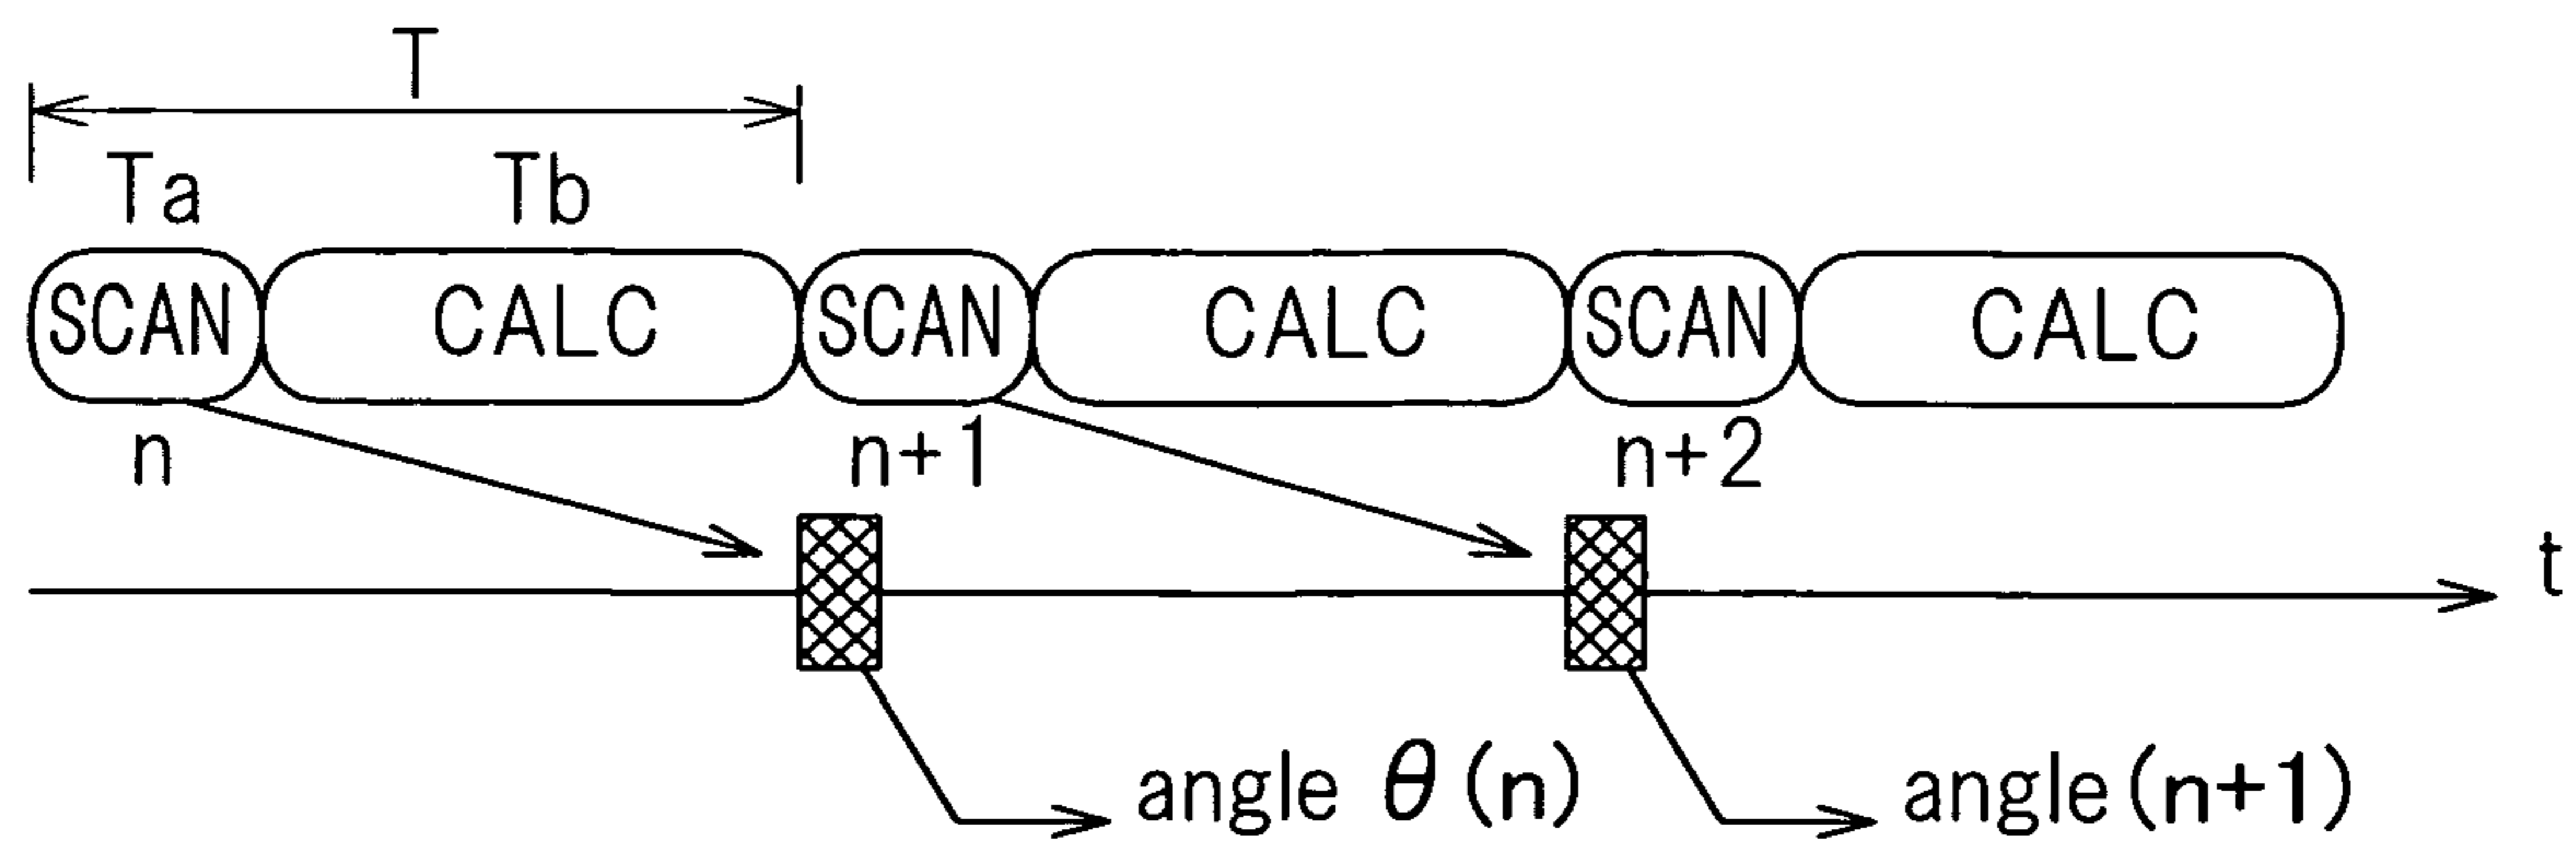 T
Ta Tb
SCAN CALC SCAN CALC SCAN CALC
n n+1 n+2
t
angle θ(n) angle(n+1)